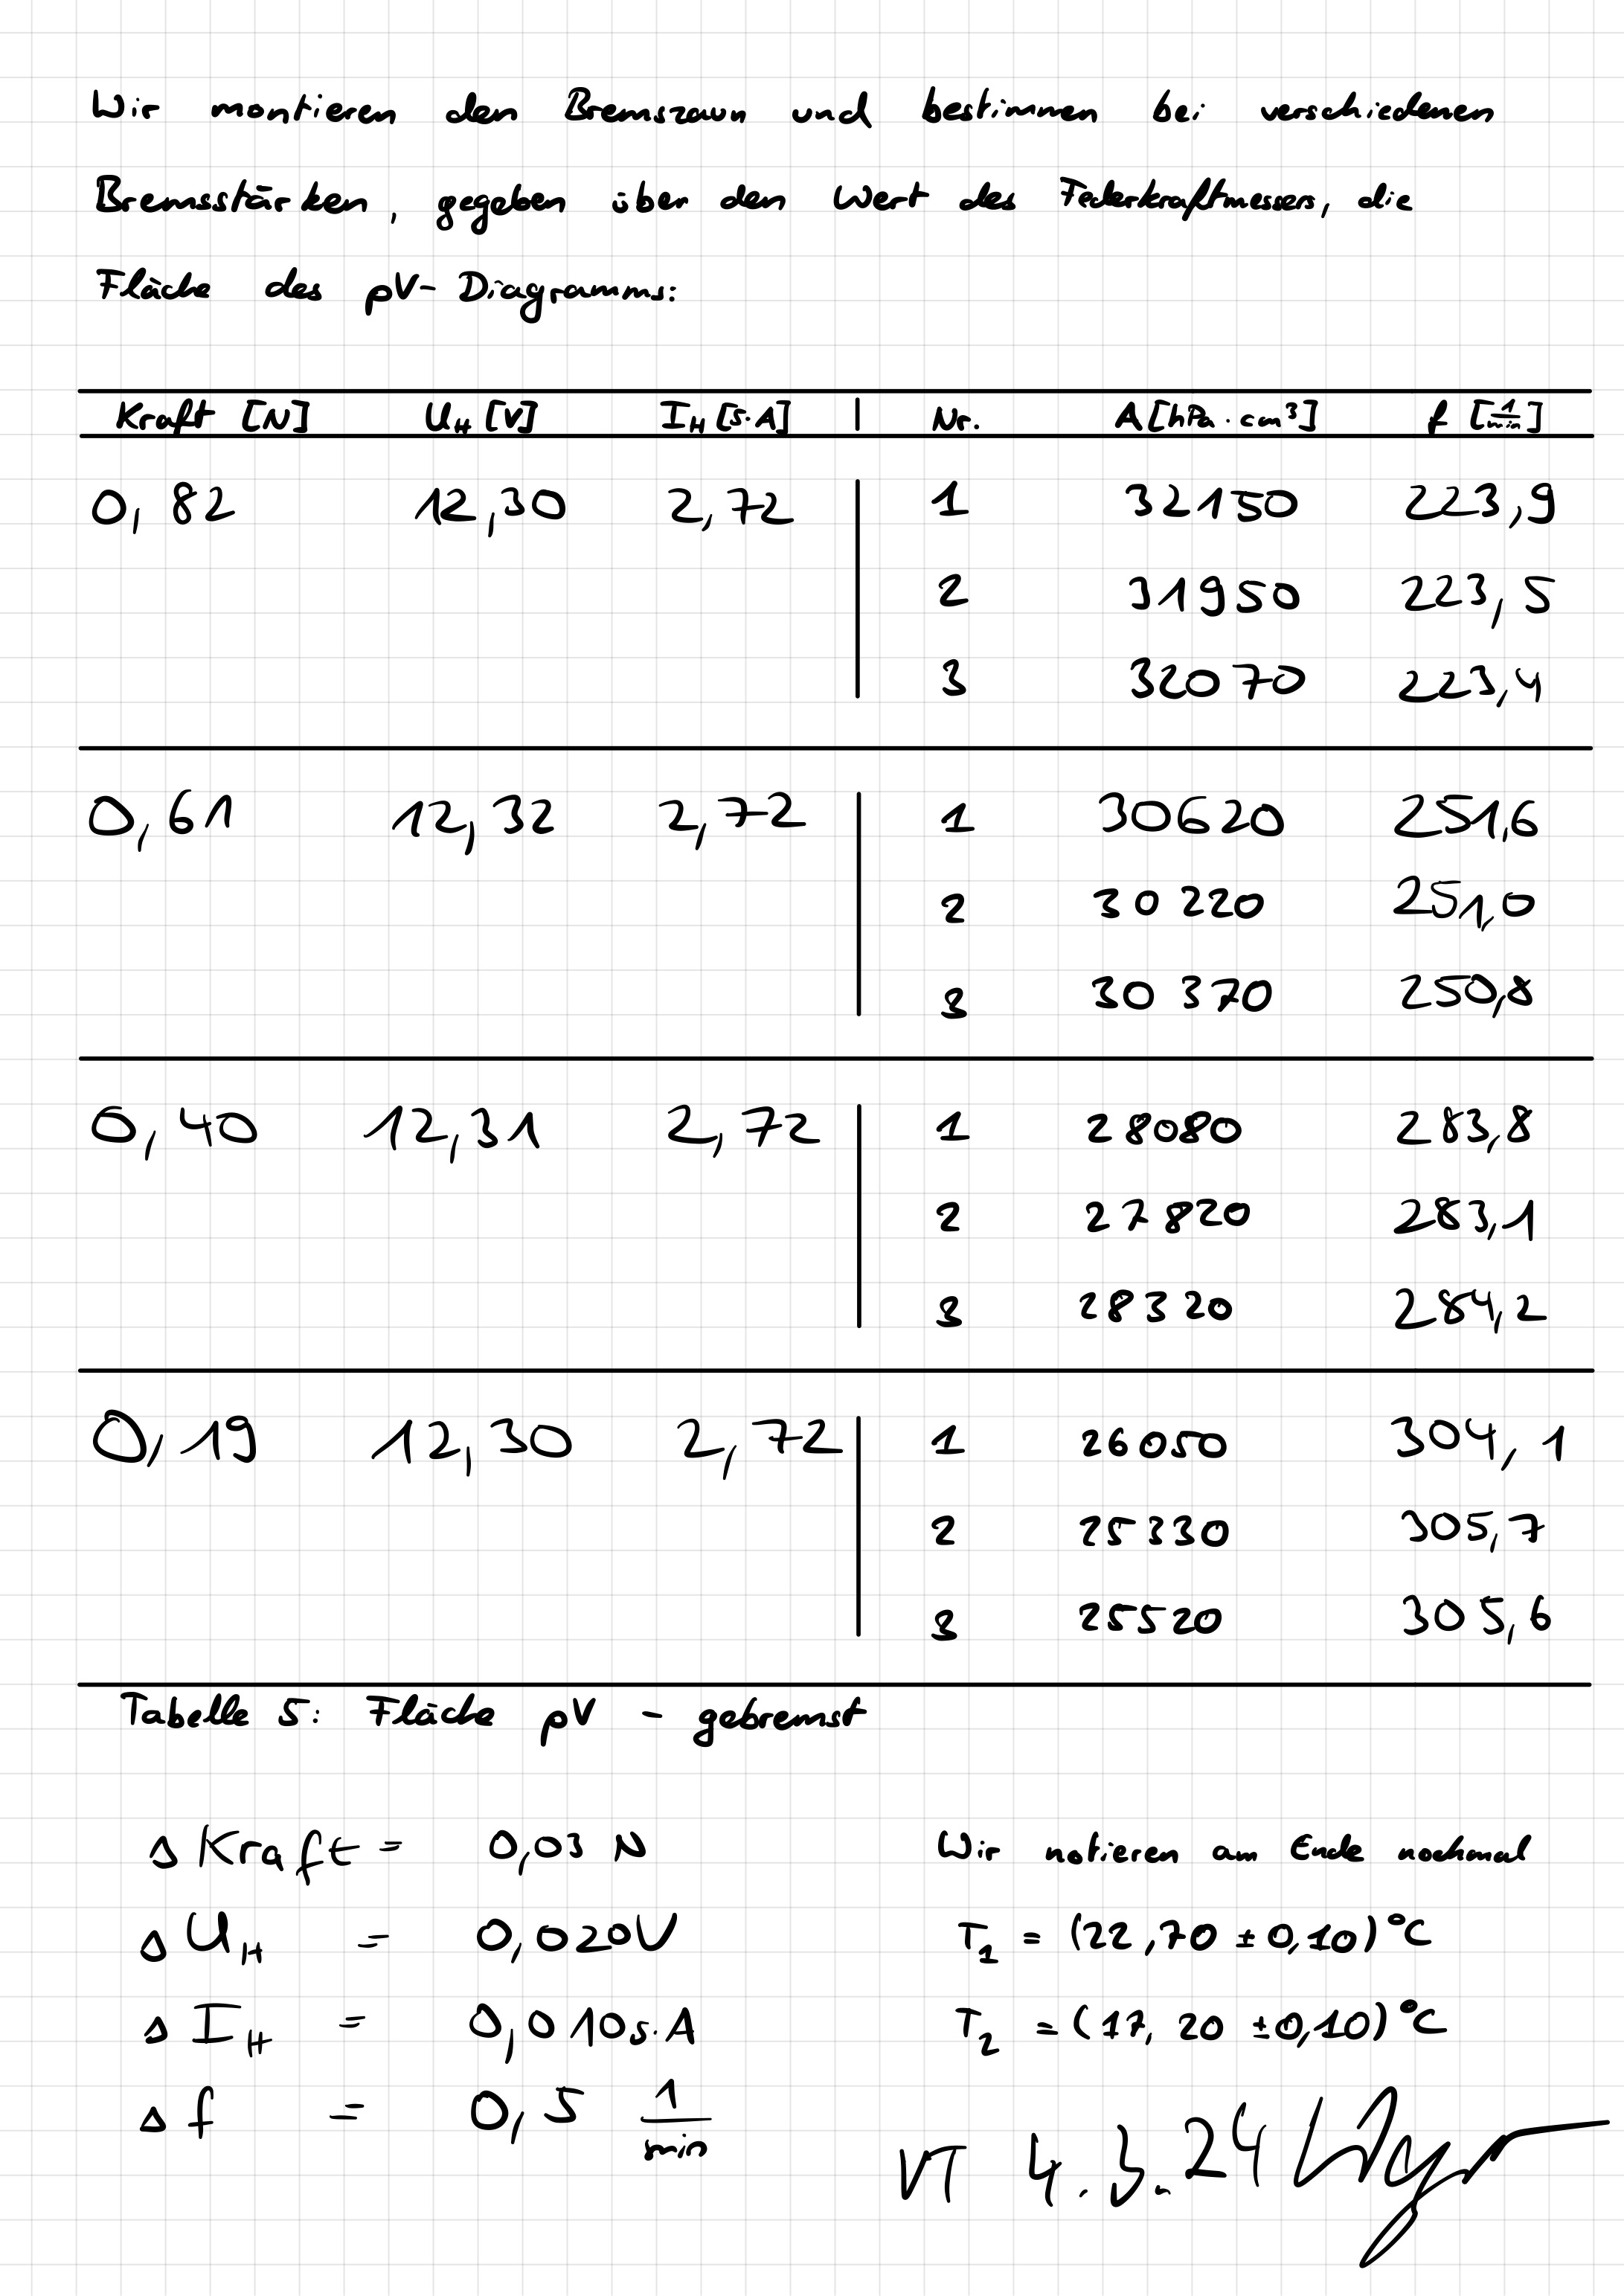 Wir montieren den Bremszaun und bestimmen bei verschiedenen
Bremsstärken, gegeben über den Wert des Federkraftmessers, die
Fläche des pV-Diagramms:
Kraft [N] U_H [V] I_H [5·A] | Nr. A [hPa · cm³] f [1/min]
0,82 12,30 2,72 1 32150 223,9
2 31950 223,5
3 32070 223,4
0,61 12,32 2,72 1 30620 251,6
2 30220 251,0
3 30370 250,8
0,40 12,31 2,72 1 28080 283,8
2 27820 283,1
3 28320 284,2
0,19 12,30 2,72 1 26050 304,1
2 25330 305,7
3 25520 305,6
Tabelle 5: Fläche pV - gebremst
Δ Kraft = 0,03 N
Δ U_H = 0,020V
Δ I_H = 0,010 5·A
Δ f = 0,5 1/min
Wir notieren am Ende nochmal
T_1 = (22,70 ± 0,10) °C
T_2 = (17,20 ± 0,10) °C
VT 4.3.24